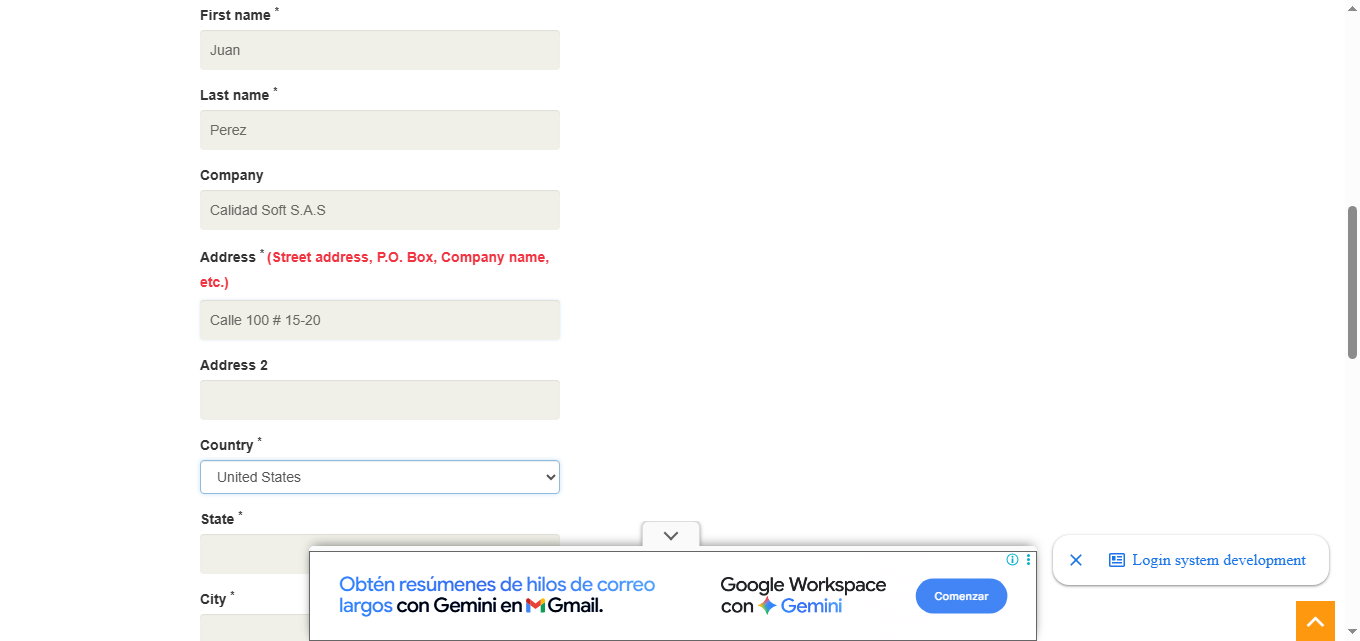 First name *
Juan
Last name *
Perez
Company
Calidad Soft S.A.S
Address * (Street address, P.O. Box, Company name,
etc.)
Calle 100 # 15-20
Address 2
Country *
United States
State *
City *
Obtén resúmenes de hilos de correo
largos con Gemini en Gmail.
Google Workspace
con Gemini
Comenzar
Login system development